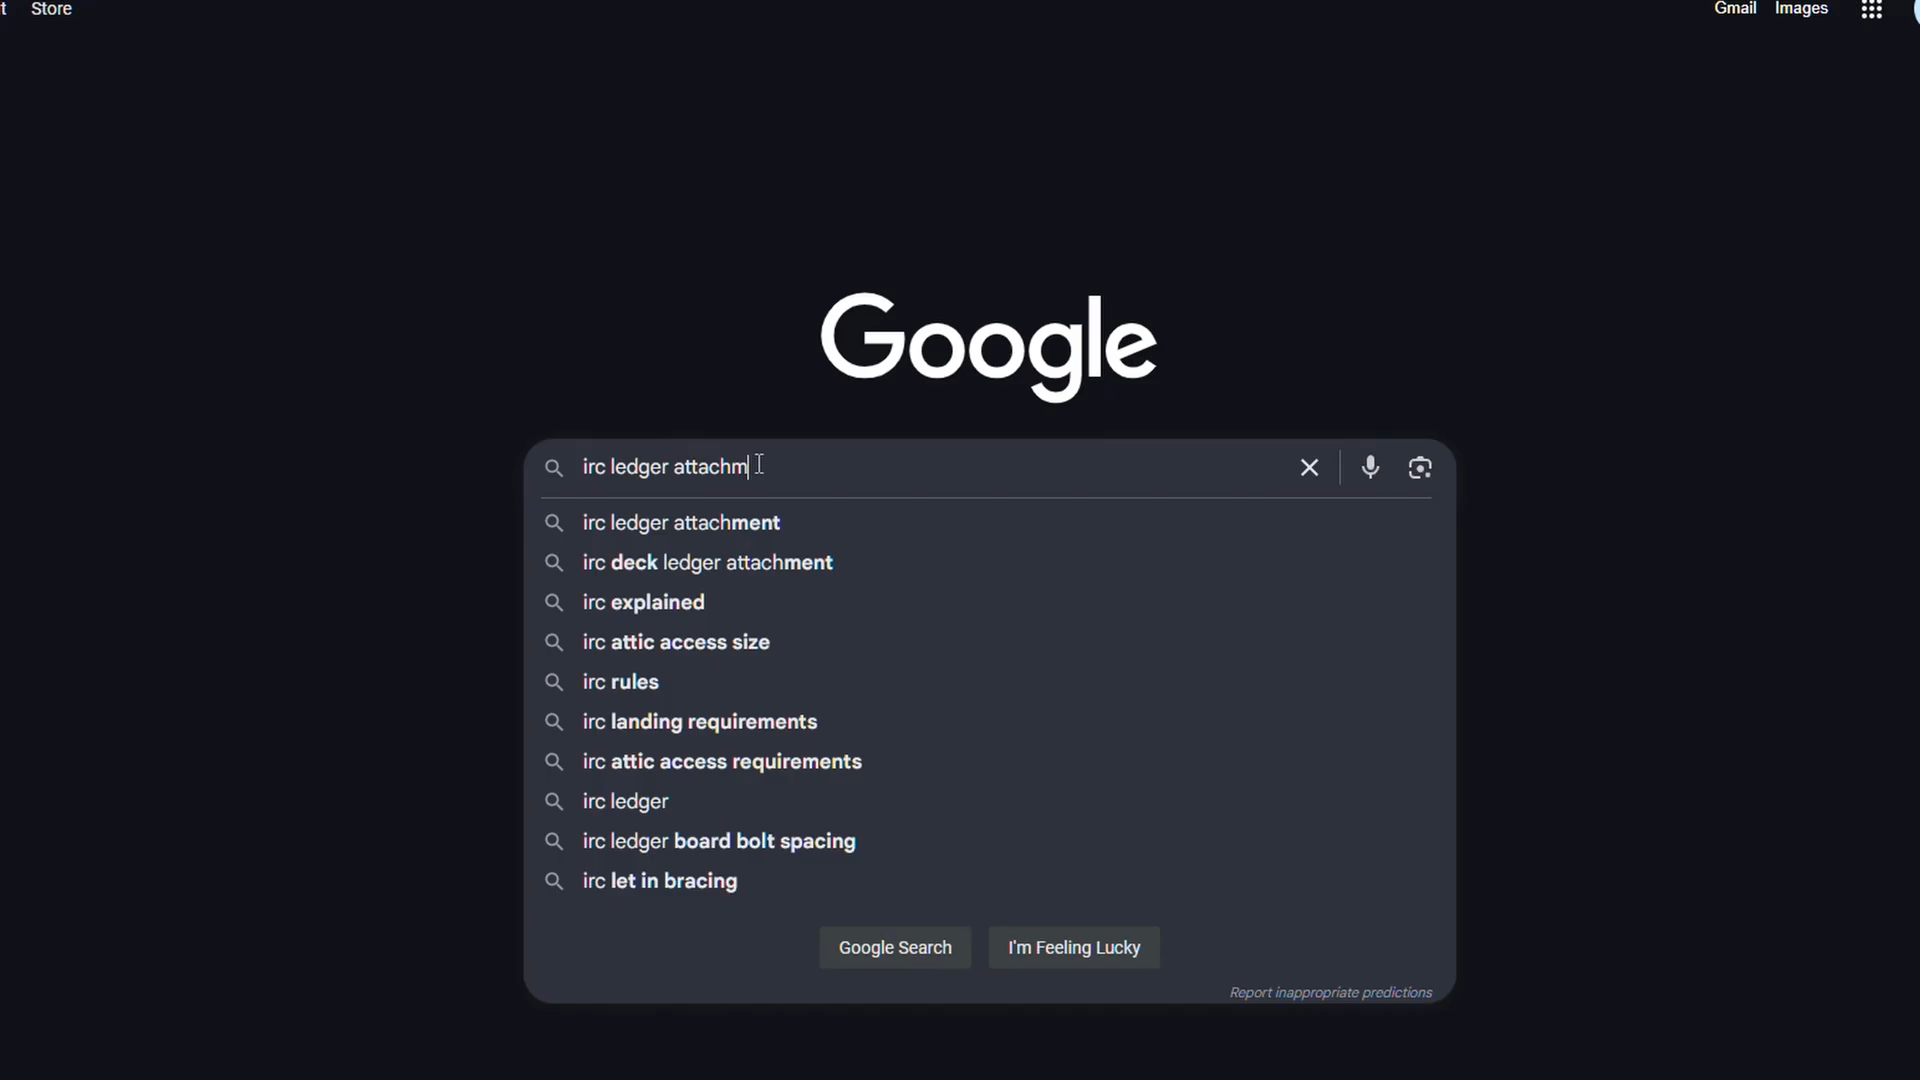 Store
Gmail Images
Google
irc ledger attachm
irc ledger attachment
irc deck ledger attachment
irc explained
irc attic access size
irc rules
irc landing requirements
irc attic access requirements
irc ledger
irc ledger board bolt spacing
irc let in bracing
Google Search I'm Feeling Lucky
Report inappropriate predictions